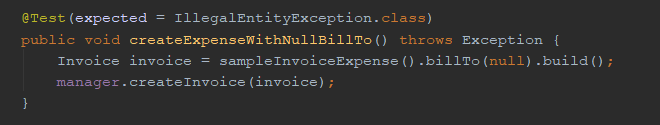 @Test(expected = IllegalEntityException.class)
public void createExpenseWithNullBillTo() throws Exception {
    Invoice invoice = sampleInvoiceExpense().billTo(null).build();
    manager.createInvoice(invoice);
}